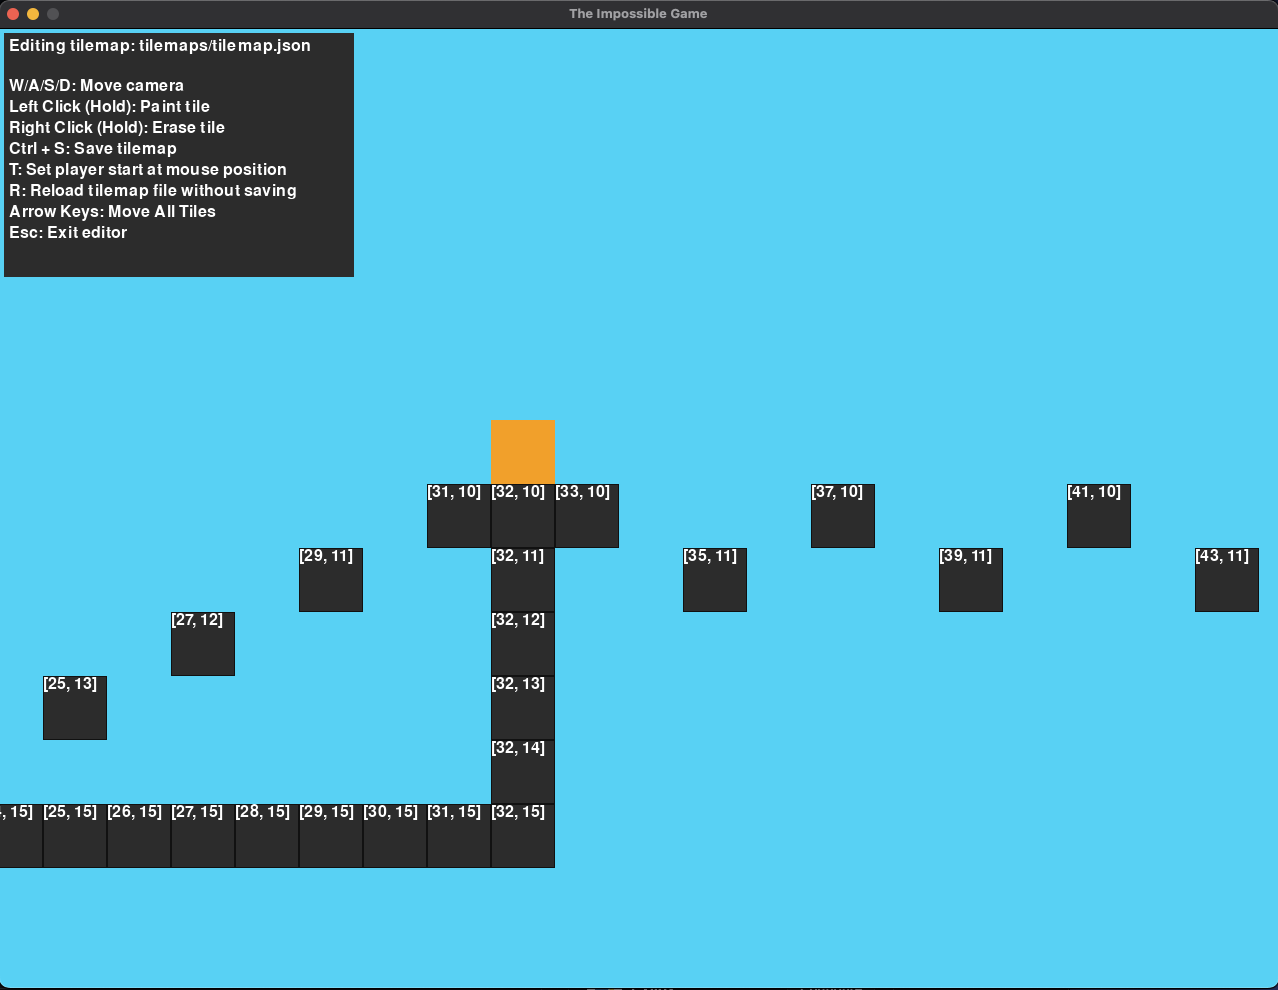 The Impossible Game
Editing tilemap: tilemaps/tilemap.json
W/A/S/D: Move camera
Left Click (Hold): Paint tile
Right Click (Hold): Erase tile
Ctrl + S: Save tilemap
T: Set player start at mouse position
R: Reload tilemap file without saving
Arrow Keys: Move All Tiles
Esc: Exit editor
[31, 10] [32, 10] [33, 10] [37, 10] [41, 10]
[29, 11] [32, 11] [35, 11] [39, 11] [43, 11]
[27, 12] [32, 12]
[25, 13] [32, 13]
[32, 14]
, 15] [25, 15] [26, 15] [27, 15] [28, 15] [29, 15] [30, 15] [31, 15] [32, 15]